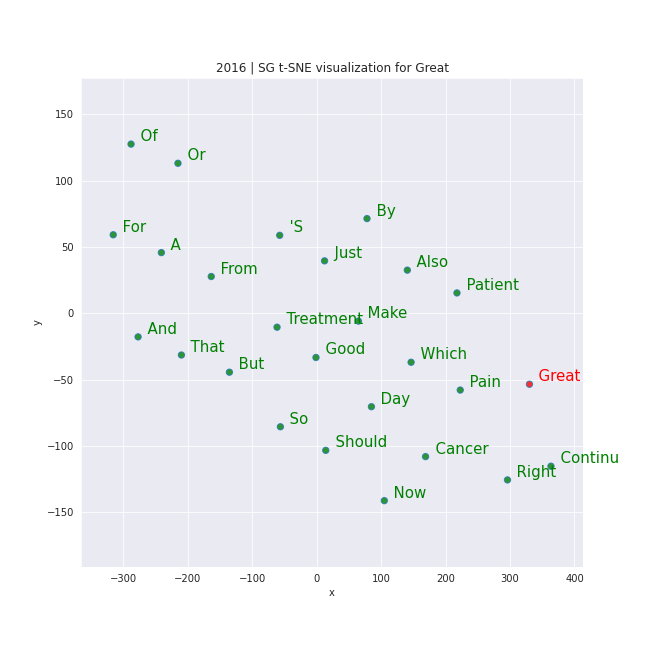 2016 | SG t-SNE visualization for Great
150
100
50
0
−50
−100
−150
y
Of
Or
By
For
'S
A
Just
Also
From
Patient
Treatment
Make
And
That
Good
Which
But
Great
Pain
Day
So
Should
Cancer
Continu
Right
Now
−300
−200
−100
0
100
200
300
400
x